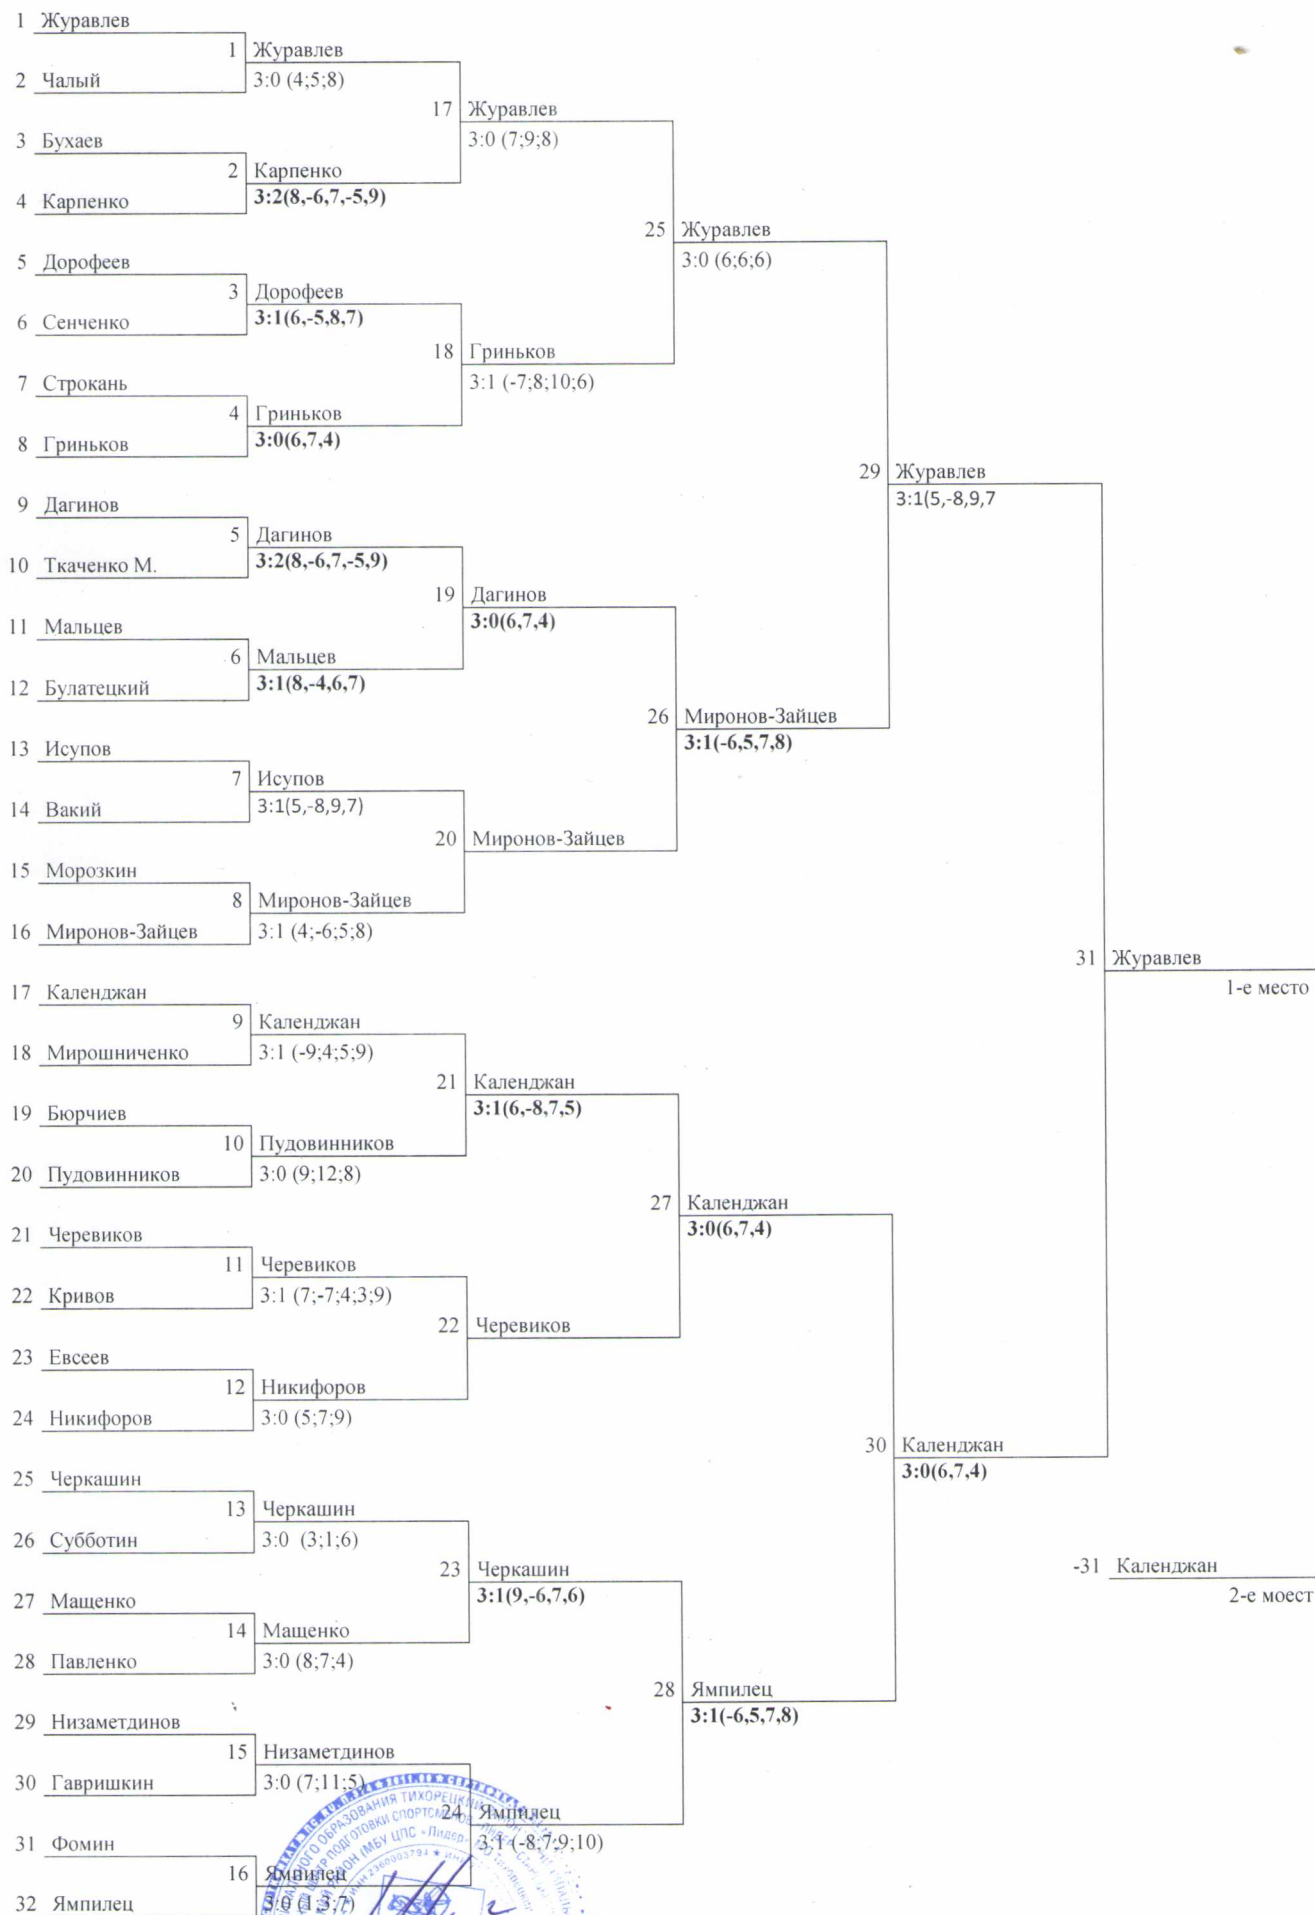 1 Журавлев
1 Журавлев
2 Чалый
3:0 (4;5;8)
17 Журавлев
3:0 (7;9;8)
3 Бухаев
2 Карпенко
4 Карпенко
3:2(8,-6,7,-5,9)
25 Журавлев
3:0 (6;6;6)
5 Дорофеев
3 Дорофеев
6 Сенченко
3:1(6,-5,8,7)
18 Гриньков
3:1 (-7;8;10;6)
7 Строкань
4 Гриньков
8 Гриньков
3:0(6,7,4)
29 Журавлев
3:1(5,-8,9,7
9 Дагинов
5 Дагинов
10 Ткаченко М.
3:2(8,-6,7,-5,9)
19 Дагинов
3:0(6,7,4)
11 Мальцев
6 Мальцев
12 Булатецкий
3:1(8,-4,6,7)
26 Миронов-Зайцев
3:1(-6,5,7,8)
13 Исупов
7 Исупов
14 Вакий
3:1(5,-8,9,7)
20 Миронов-Зайцев
15 Морозкин
8 Миронов-Зайцев
16 Миронов-Зайцев
3:1 (4;-6;5;8)
31 Журавлев
1-е место
17 Календжан
9 Календжан
18 Мирошниченко
3:1 (-9;4;5;9)
21 Календжан
3:1(6,-8,7,5)
19 Бюрчиев
10 Пудовинников
20 Пудовинников
3:0 (9;12;8)
27 Календжан
3:0(6,7,4)
21 Черевиков
11 Черевиков
22 Кривов
3:1 (7;-7;4;3;9)
22 Черевиков
23 Евсеев
12 Никифоров
24 Никифоров
3:0 (5;7;9)
30 Календжан
3:0(6,7,4)
25 Черкашин
13 Черкашин
26 Субботин
3:0 (3;1;6)
23 Черкашин
3:1(9,-6,7,6)
-31 Календжан
2-е моест
27 Мащенко
14 Мащенко
28 Павленко
3:0 (8;7;4)
28 Ямпилец
3:1(-6,5,7,8)
29 Низаметдинов
15 Низаметдинов
30 Гавришкин
3:0 (7;11;5)
24 Ямпилец
3;1 (-8;7;9;10)
31 Фомин
16 Ямпилец
32 Ямпилец
3:0 (1;3;7)